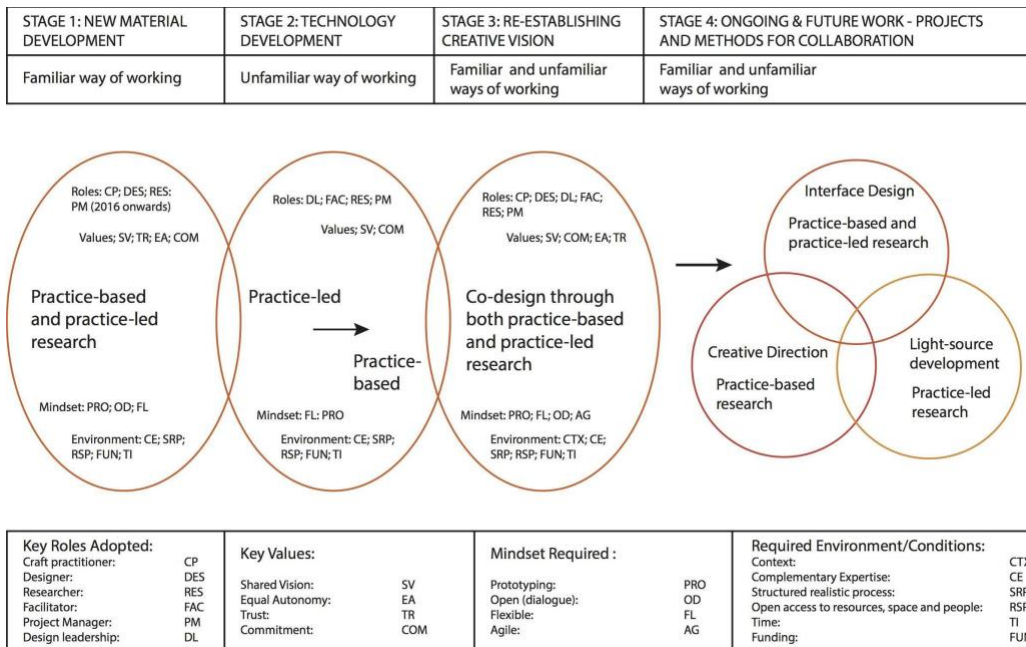 STAGE 1: NEW MATERIAL
DEVELOPMENT
STAGE 2: TECHNOLOGY
DEVELOPMENT
STAGE 3: RE-ESTABLISHING
CREATIVE VISION
STAGE 4: ONGOING & FUTURE WORK - PROJECTS
AND METHODS FOR COLLABORATION
Familiar way of working
Unfamiliar way of working
Familiar and unfamiliar
ways of working
Familiar and unfamiliar
ways of working
Roles: CP; DES; RES:
PM (2016 onwards)
Values; SV; TR; EA; COM
Practice-based
and practice-led
research
Mindset: PRO; OD; FL
Environment: CE; SRP;
RSP; FUN; TI
Roles: DL; FAC; RES; PM
Values; SV; COM
Practice-led
Practice-
based
Mindset: FL: PRO
Environment: CE; SRP;
RSP; FUN; TI
Roles: CP; DES; DL; FAC;
RES; PM
Values; SV; COM; EA; TR
Co-design through
both practice-based
and practice-led
research
Mindset: PRO; FL; OD; AG
Environment: CTX; CE;
SRP; RSP; FUN; TI
Interface Design
Practice-based and
practice-led research
Creative Direction
Practice-based
research
Light-source
development
Practice-led
research
Key Roles Adopted:
Craft practitioner: CP
Designer: DES
Researcher: RES
Facilitator: FAC
Project Manager: PM
Design leadership: DL
Key Values:
Shared Vision: SV
Equal Autonomy: EA
Trust: TR
Commitment: COM
Mindset Required :
Prototyping: PRO
Open (dialogue): OD
Flexible: FL
Agile: AG
Required Environment/Conditions:
Context: CTX
Complementary Expertise: CE
Structured realistic process: SRP
Open access to resources, space and people: RSP
Time: TI
Funding: FUN